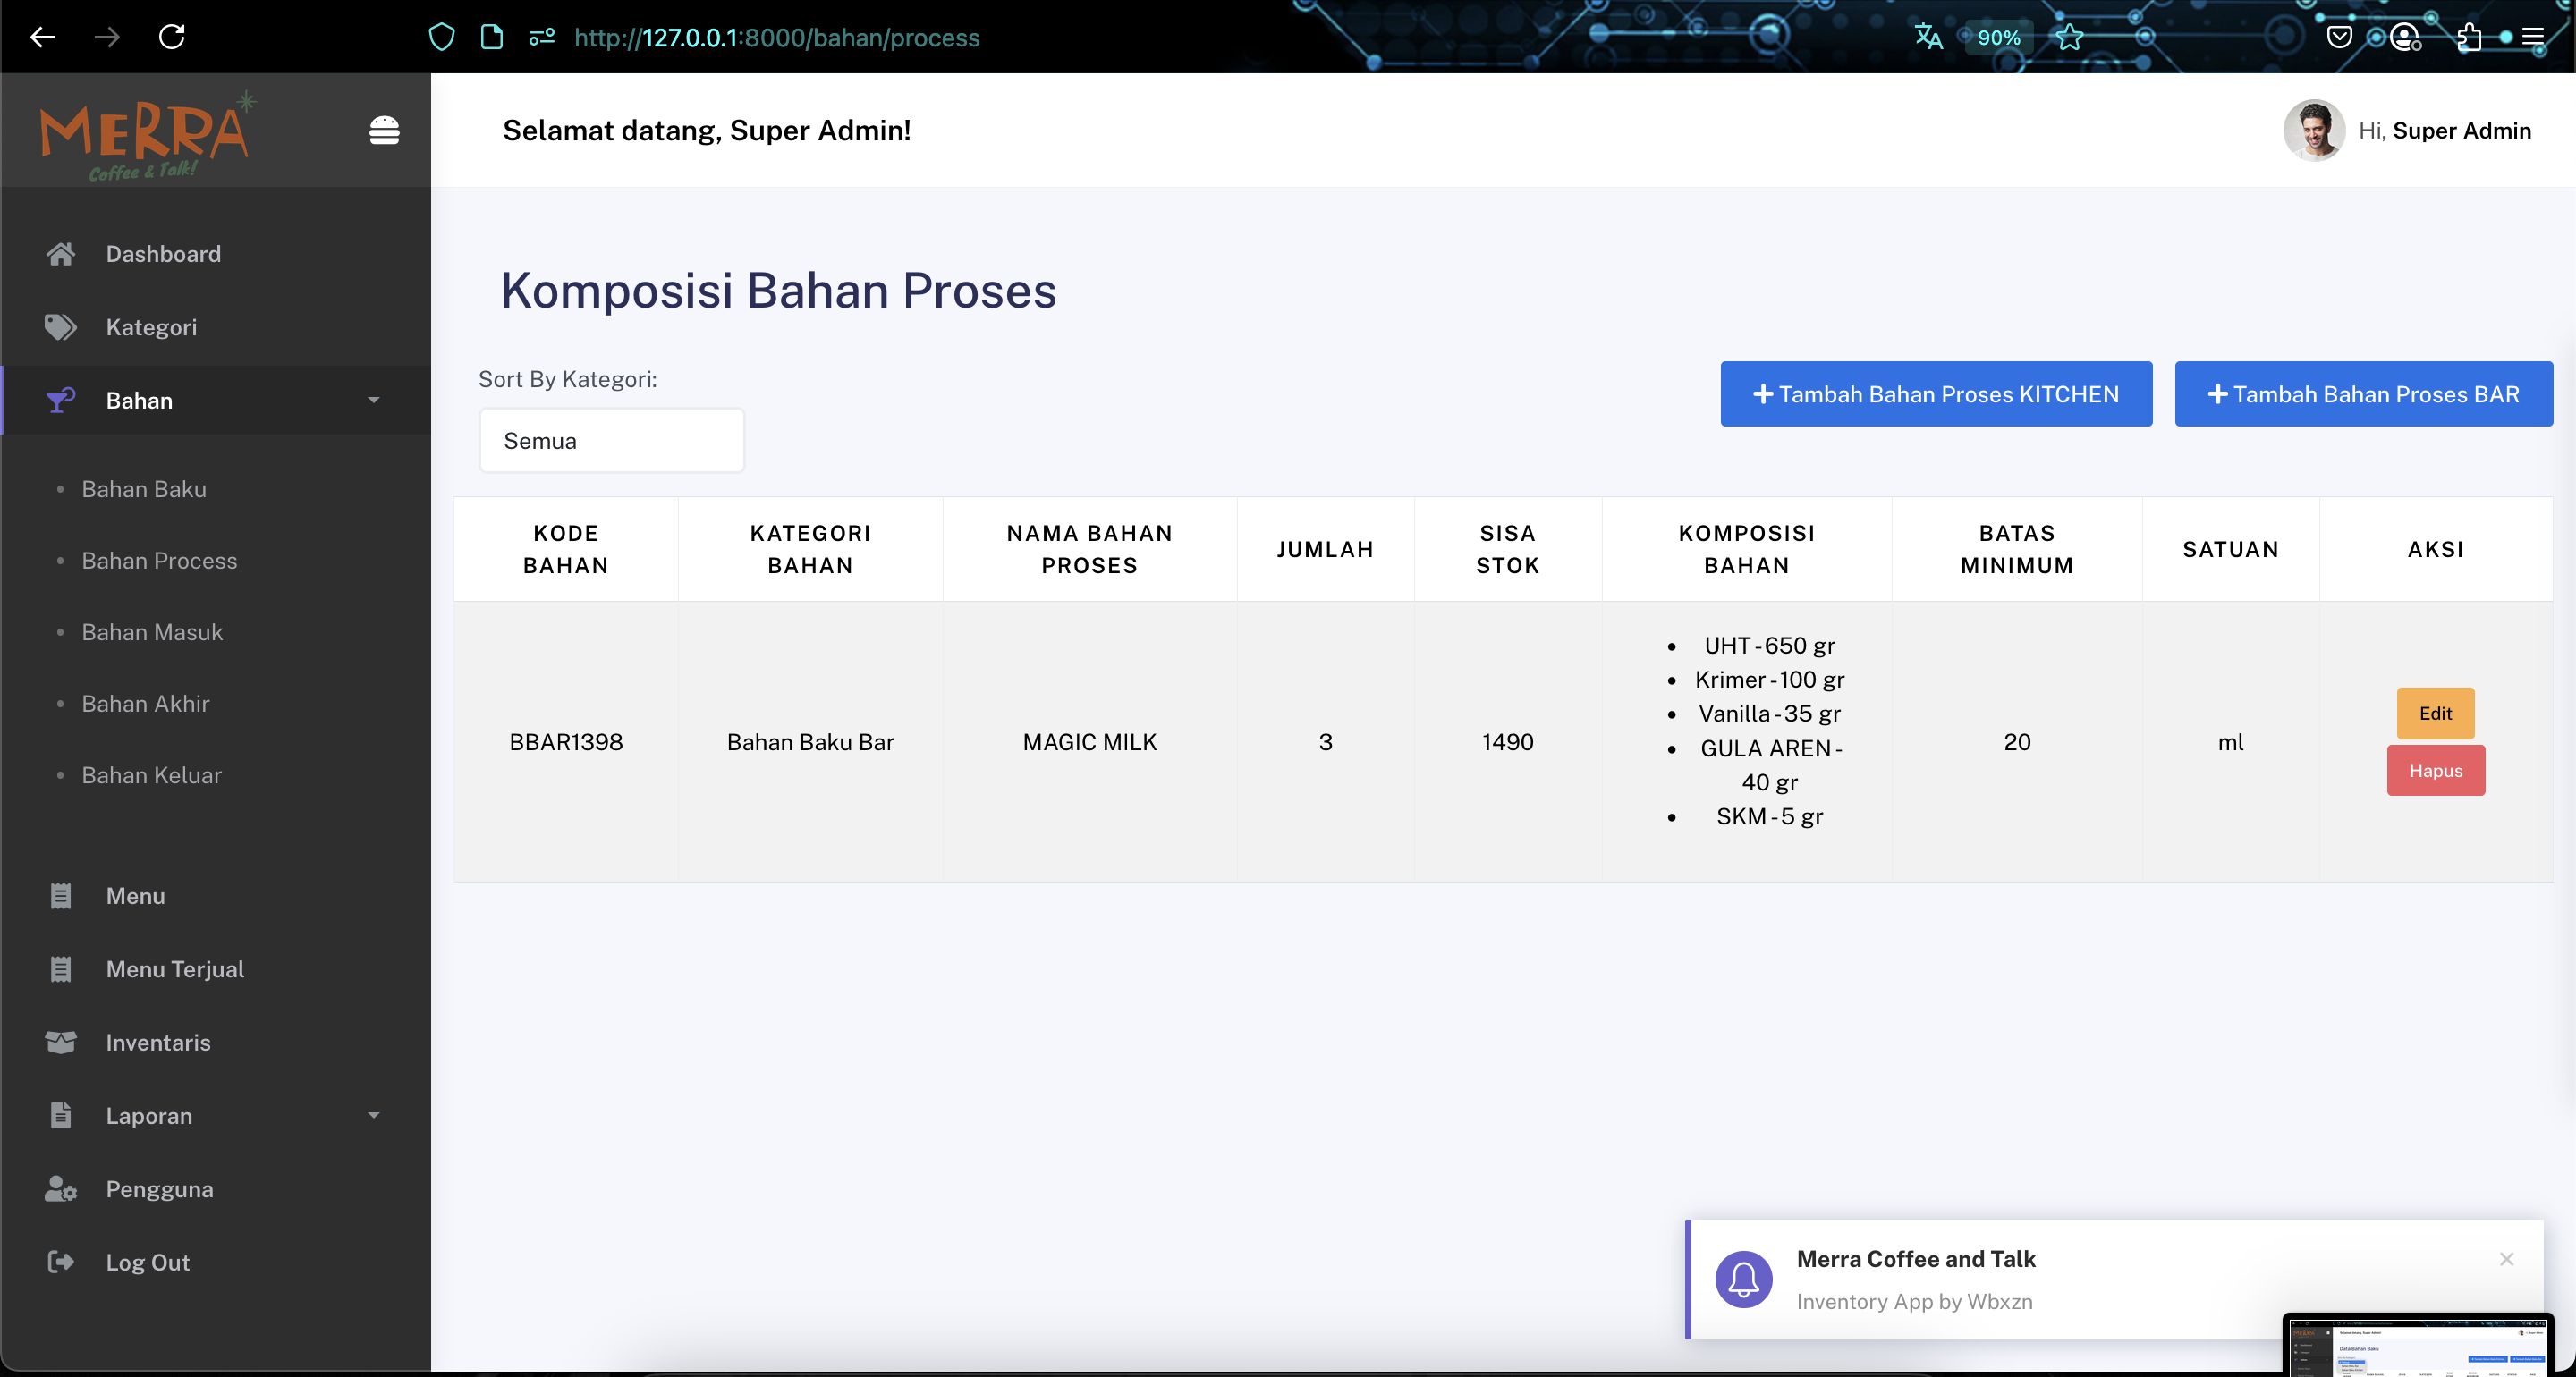 http://127.0.0.1:8000/bahan/process
90%
MERRA
Coffee & Talk!
Selamat datang, Super Admin!
Hi, Super Admin
Dashboard
Kategori
Bahan
Bahan Baku
Bahan Process
Bahan Masuk
Bahan Akhir
Bahan Keluar
Menu
Menu Terjual
Inventaris
Laporan
Pengguna
Log Out
Komposisi Bahan Proses
Sort By Kategori:
Semua
Tambah Bahan Proses KITCHEN
Tambah Bahan Proses BAR
KODE BAHAN
KATEGORI BAHAN
NAMA BAHAN PROSES
JUMLAH
SISA STOK
KOMPOSISI BAHAN
BATAS MINIMUM
SATUAN
AKSI
BBAR1398
Bahan Baku Bar
MAGIC MILK
3
1490
UHT - 650 gr
Krimer - 100 gr
Vanilla - 35 gr
GULA AREN -
40 gr
SKM - 5 gr
20
ml
Edit
Hapus
Merra Coffee and Talk
Inventory App by Wbxzn
Data Bahan Baku